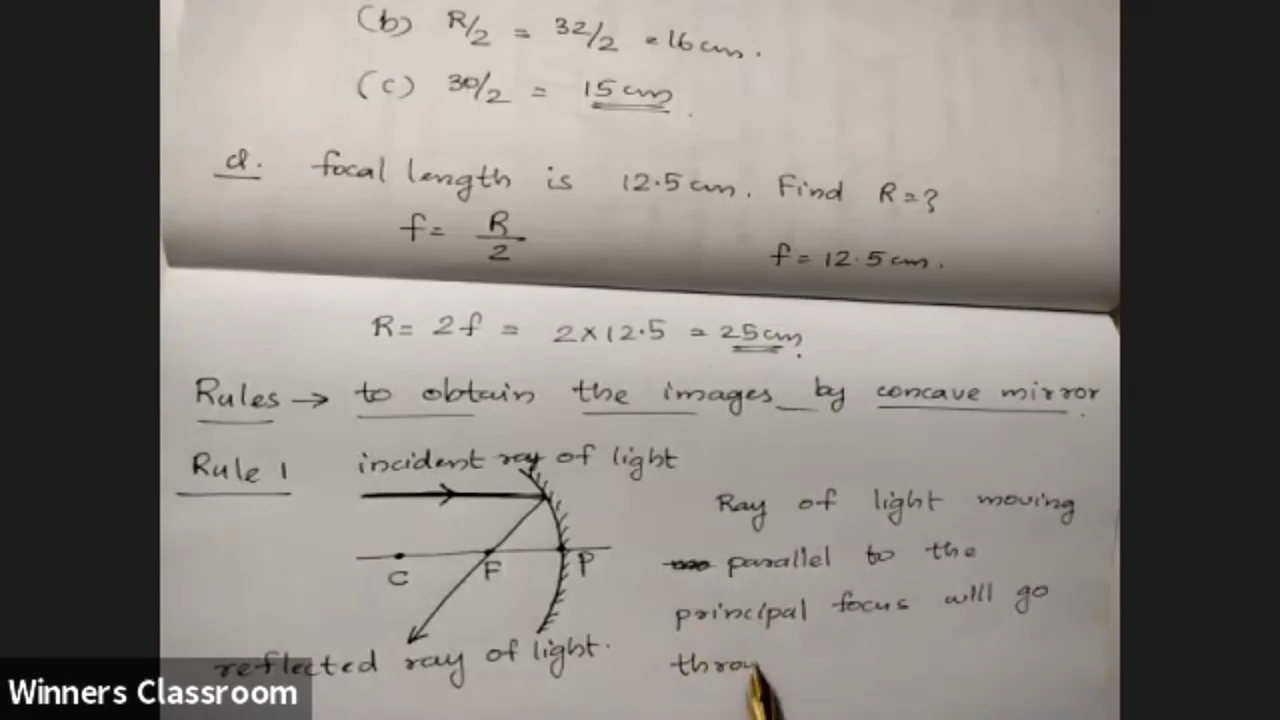 (b) R/2 = 32/2 = 16 cm.
(c) 30/2 = 15 cm.
Q. focal length is 12.5 cm. Find R=?
f = R/2
f = 12.5 cm.
R = 2f = 2×12.5 = 25 cm.
Rules → to obtain the images by concave mirror
Rule 1
incident ray of light
C F P
reflected ray of light.
Ray of light moving
parallel to the
principal focus will go
throu
Winners Classroom